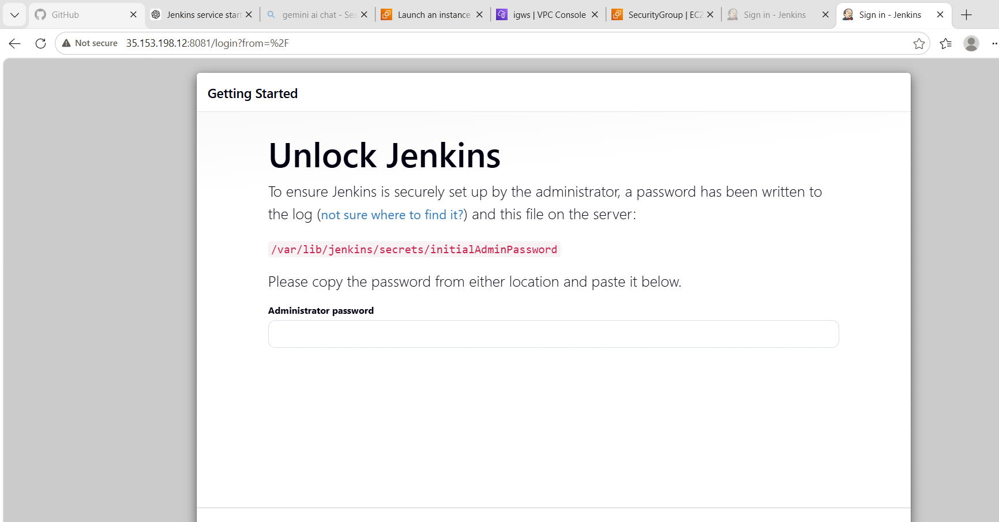 GitHub
Jenkins service start
gemini ai chat - Sea
Launch an instance
igws | VPC Console
SecurityGroup | EC2
Sign in - Jenkins
Sign in - Jenkins
Not secure
35.153.198.12:8081/login?from=%2F
Getting Started
Unlock Jenkins
To ensure Jenkins is securely set up by the administrator, a password has been written to
the log (not sure where to find it?) and this file on the server:
/var/lib/jenkins/secrets/initialAdminPassword
Please copy the password from either location and paste it below.
Administrator password